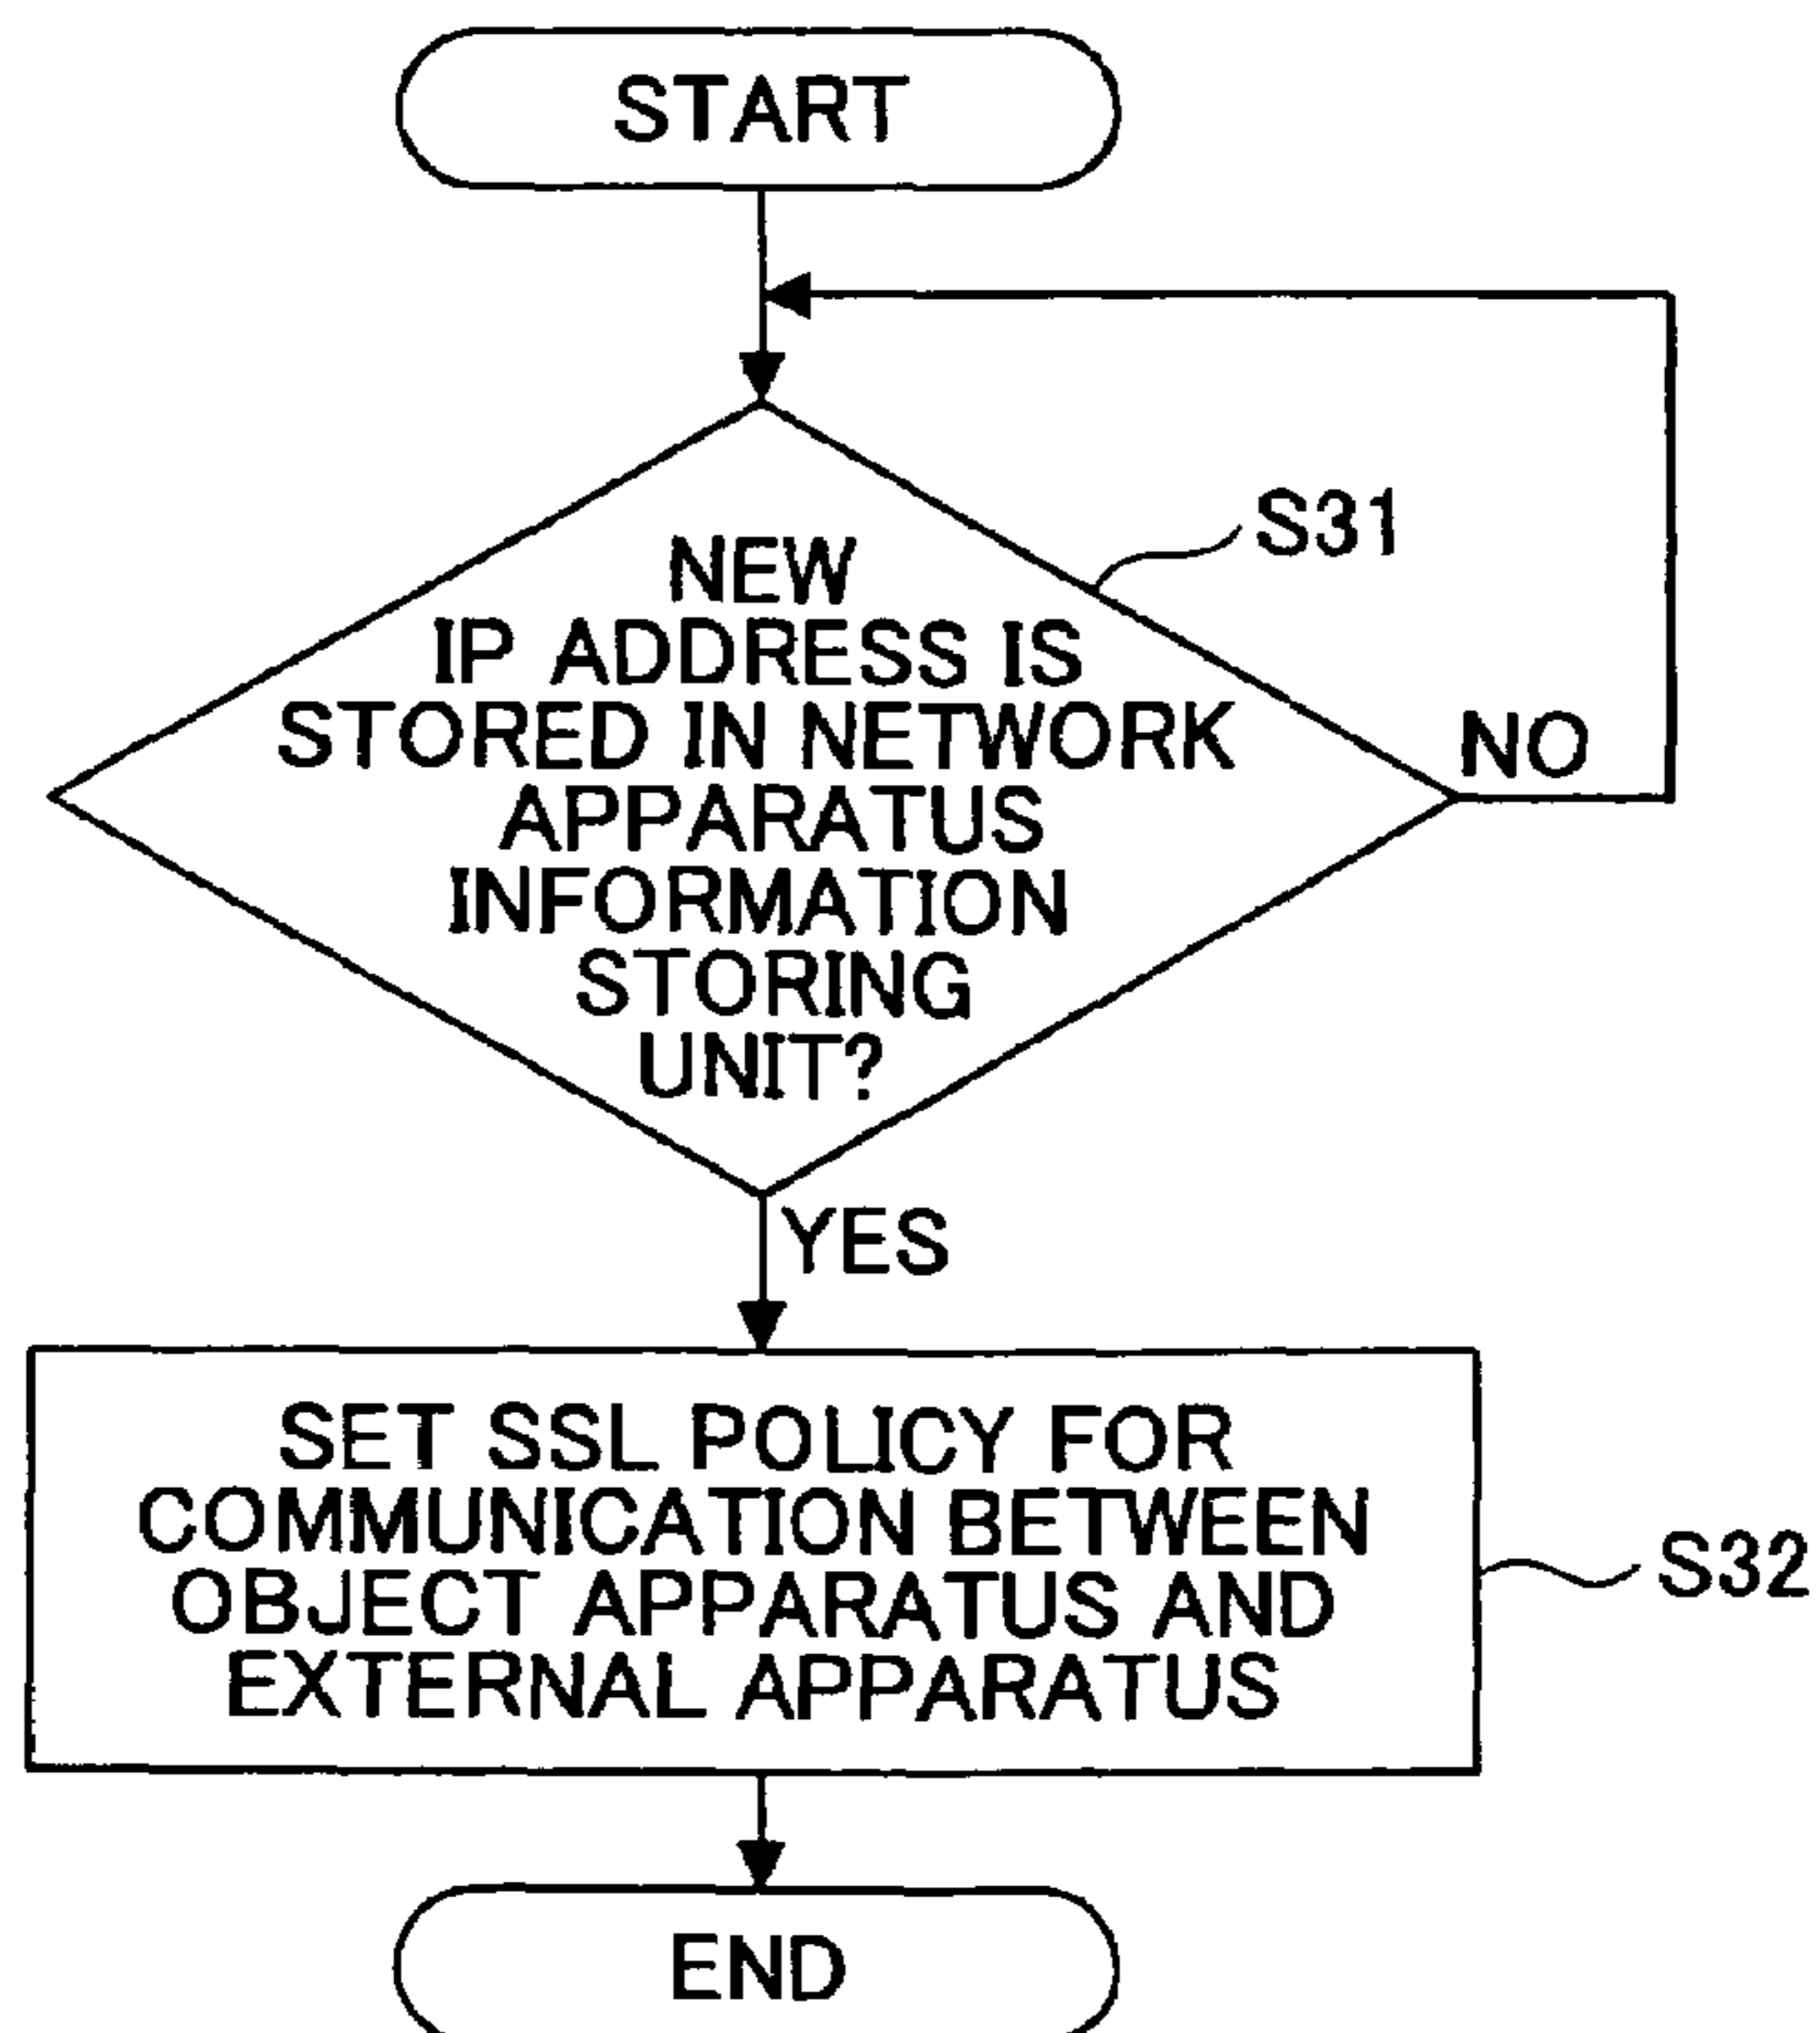 START
S31
NEW
IP ADDRESS IS
STORED IN NETWORK
APPARATUS
INFORMATION
STORING
UNIT?
NO
YES
SET SSL POLICY FOR
COMMUNICATION BETWEEN
OBJECT APPARATUS AND
EXTERNAL APPARATUS
S32
END